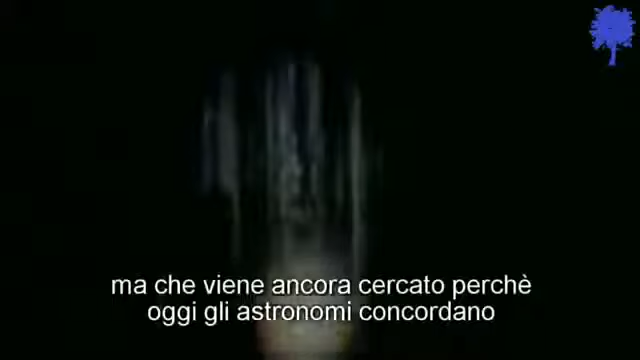 ma che viene ancora cercato perchè
oggi gli astronomi concordano